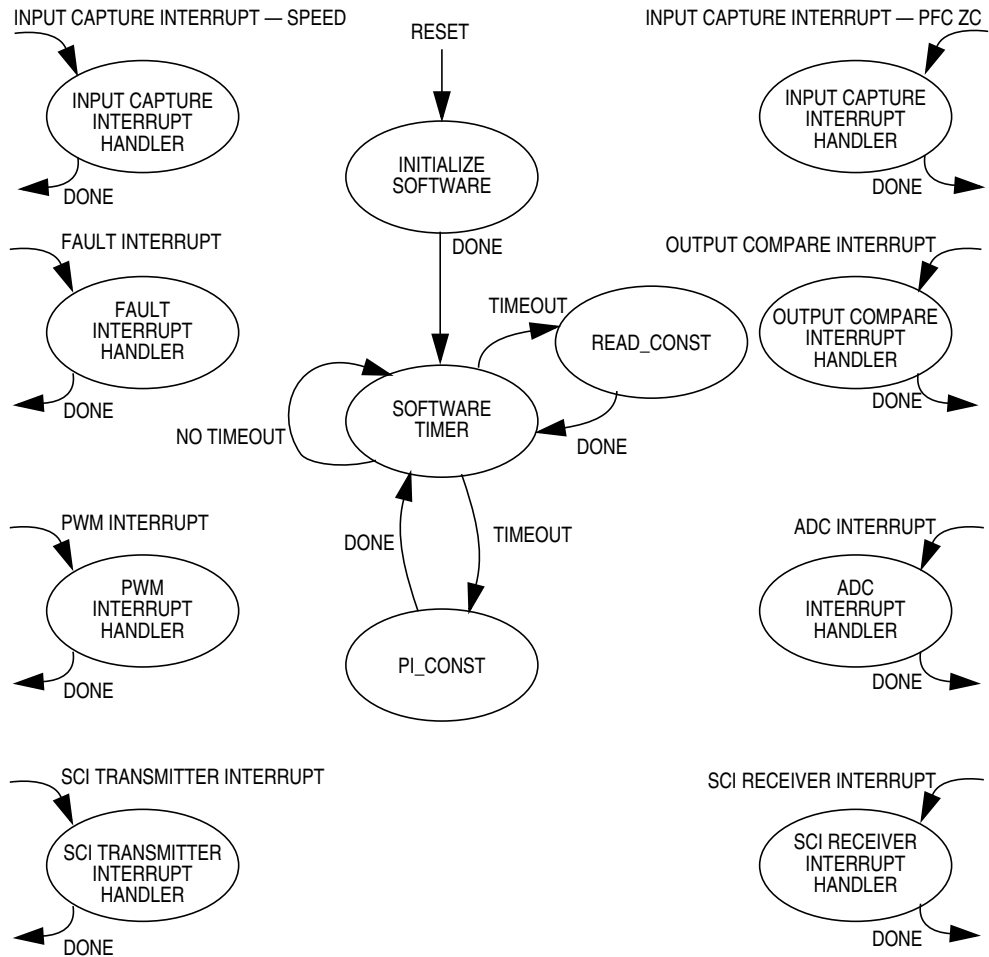 INPUT CAPTURE INTERRUPT — SPEED
INPUT CAPTURE
INTERRUPT
HANDLER
DONE
RESET
INITIALIZE
SOFTWARE
DONE
INPUT CAPTURE INTERRUPT — PFC ZC
INPUT CAPTURE
INTERRUPT
HANDLER
DONE
FAULT INTERRUPT
FAULT
INTERRUPT
HANDLER
DONE
TIMEOUT
READ_CONST
DONE
SOFTWARE
TIMER
NO TIMEOUT
OUTPUT COMPARE INTERRUPT
OUTPUT COMPARE
INTERRUPT
HANDLER
DONE
PWM INTERRUPT
PWM
INTERRUPT
HANDLER
DONE
DONE
TIMEOUT
PI_CONST
ADC INTERRUPT
ADC
INTERRUPT
HANDLER
DONE
SCI TRANSMITTER INTERRUPT
SCI TRANSMITTER
INTERRUPT
HANDLER
DONE
SCI RECEIVER INTERRUPT
SCI RECEIVER
INTERRUPT
HANDLER
DONE